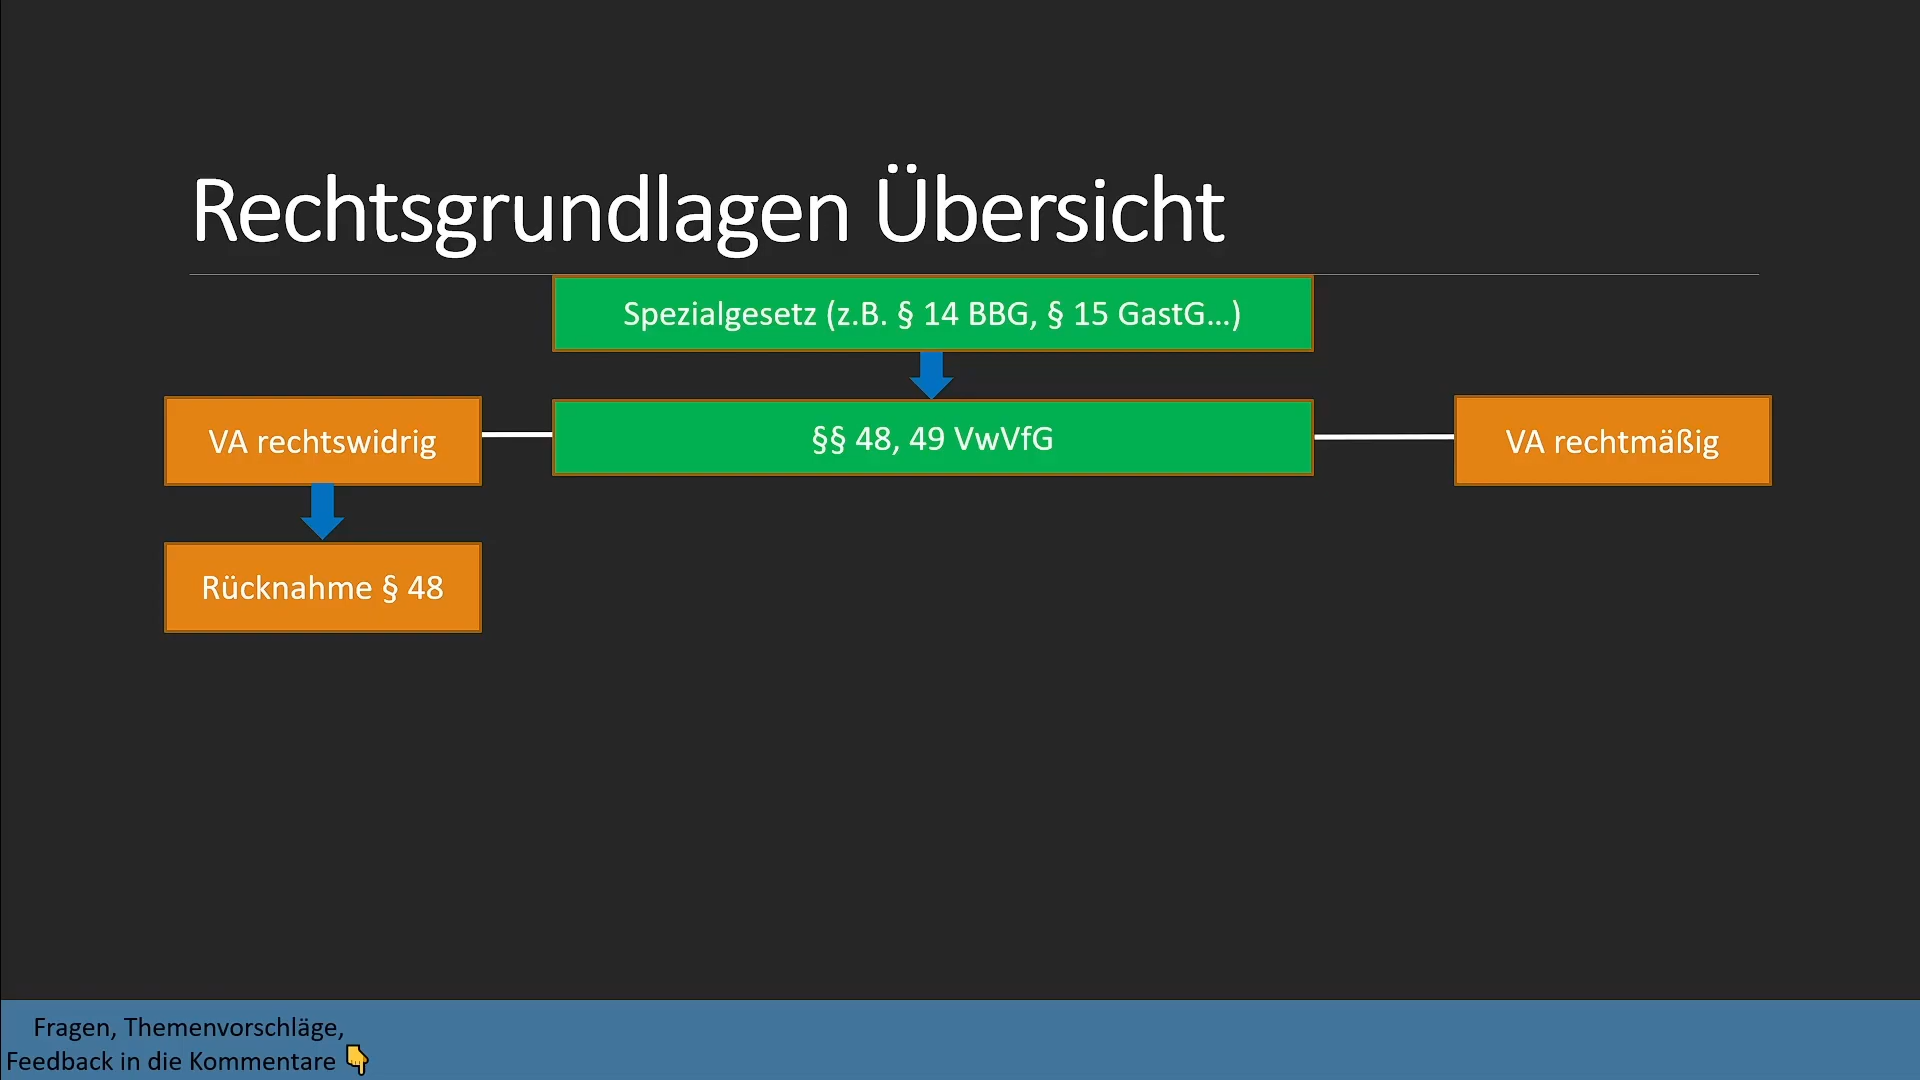 Rechtsgrundlagen Übersicht
Spezialgesetz (z.B. § 14 BBG, § 15 GastG...)
VA rechtswidrig
§§ 48, 49 VwVfG
VA rechtmäßig
Rücknahme § 48
Fragen, Themenvorschläge,
Feedback in die Kommentare 👇